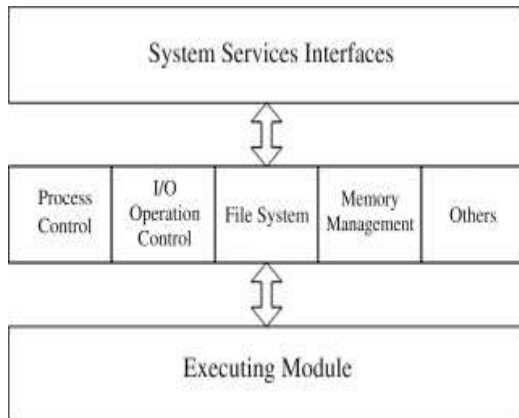 System Services Interfaces
Process
Control
I/O
Operation
Control
File System
Memory
Management
Others
Executing Module